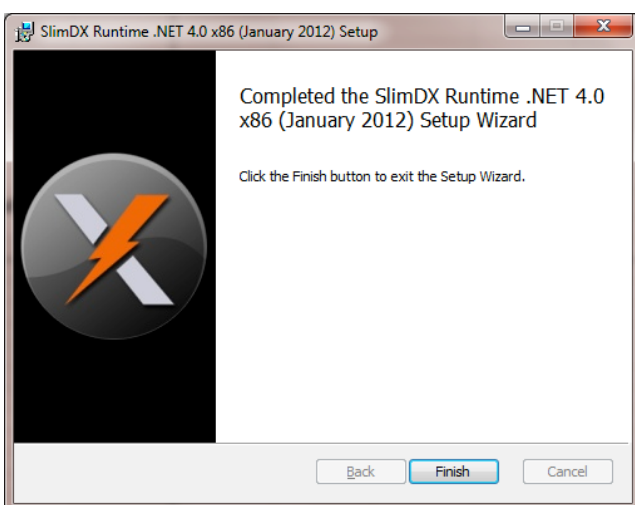 SlimDX Runtime .NET 4.0 x86 (January 2012) Setup
Completed the SlimDX Runtime .NET 4.0
x86 (January 2012) Setup Wizard
Click the Finish button to exit the Setup Wizard.
Back Finish Cancel